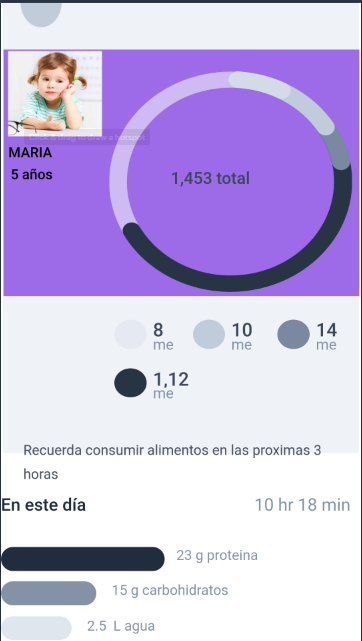 MARIA
5 años
1,453 total
8
me
10
me
14
me
1,12
me
Recuerda consumir alimentos en las proximas 3
horas
En este día
10 hr 18 min
23 g proteina
15 g carbohidratos
2.5 L agua